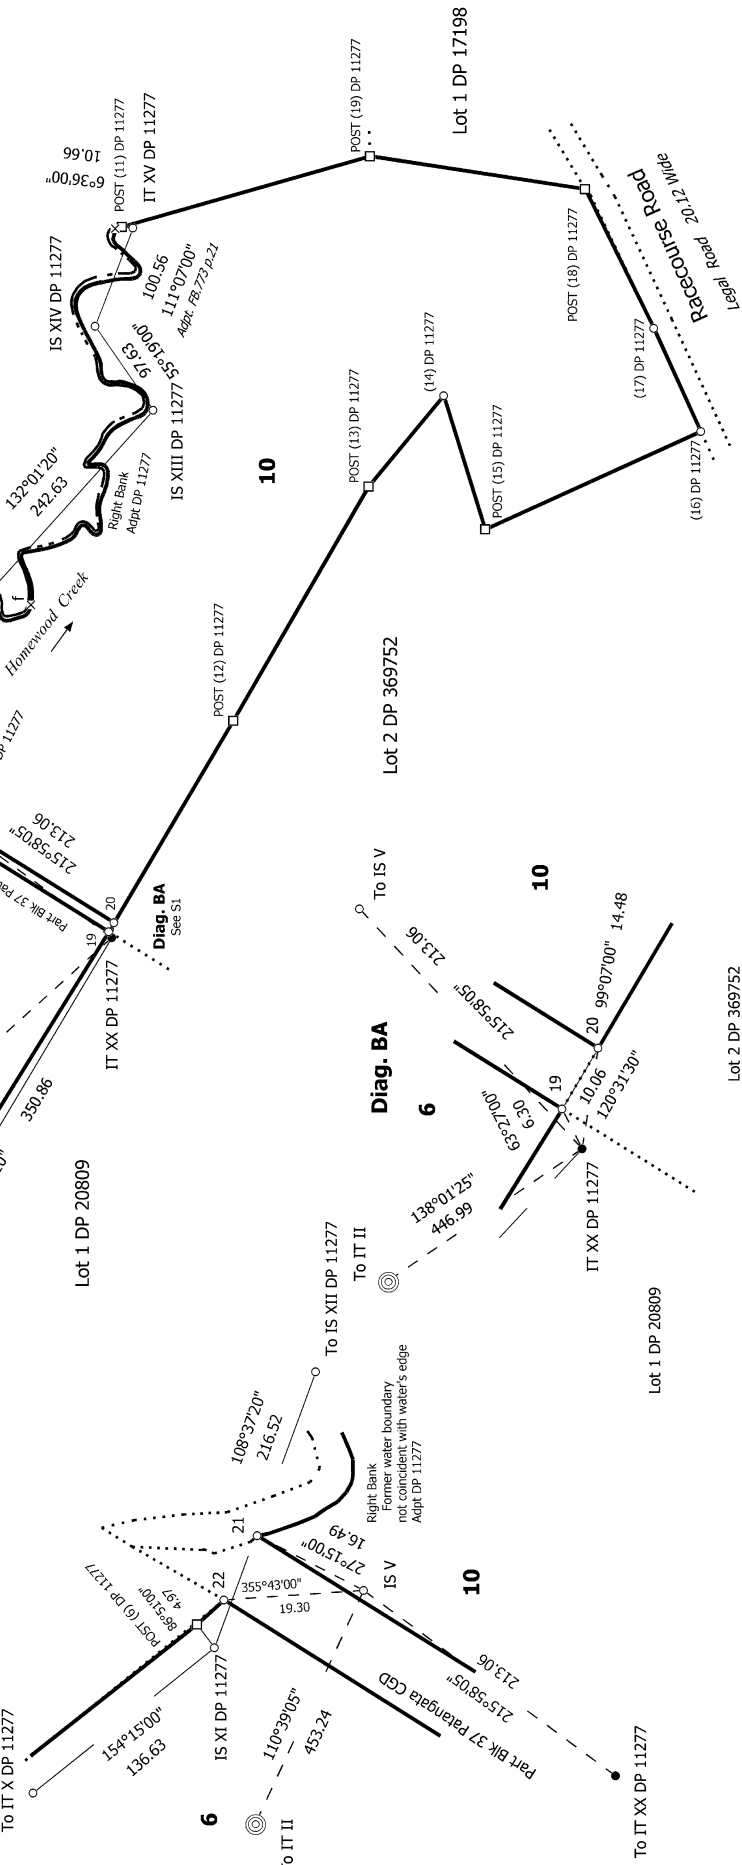 Lot 1 DP 17198
POST (19) DP 11277
6°36'00"
10.66
POST (11) DP 11277
IT XV DP 11277
IS XIV DP 11277
100.56
111°07'00"
Adpt. FB.773 p.21
55°19'00"
97.63
IS XIII DP 11277
132°01'20"
242.63
Right Bank
Adpt DP 11277
f
Homewood Creek
10
POST (18) DP 11277
Racecourse Road
Legal Road 20.12 Wide
(17) DP 11277
(16) DP 11277
(14) DP 11277
POST (13) DP 11277
POST (15) DP 11277
POST (12) DP 11277
Lot 2 DP 369752
DP 11277
213.06
215°58'05"
Part Blk 37 Pa
19
20
Diag. BA
See S1
IT XX DP 11277
350.86
Lot 1 DP 20809
To IS V
213.06
215°58'05"
10
Diag. BA
6
99°07'00"
14.48
20
19
10.06
120°31'30"
63°27'00"
6.30
138°01'25"
446.99
To IT II
IT XX DP 11277
Lot 2 DP 369752
Lot 1 DP 20809
To IS XII DP 11277
108°37'20"
216.52
Right Bank
Former water boundary
not coincident with water's edge
Adpt DP 11277
21
22
16.49
27°15'00"
355°43'00"
19.30
IS V
10
POST (6) DP 11277
86°51'00"
4.97
IS XI DP 11277
154°15'00"
136.63
To IT X DP 11277
6
110°39'05"
453.24
o IT II
213.06
215°58'05"
Part Blk 37 Patangata CGD
To IT XX DP 11277